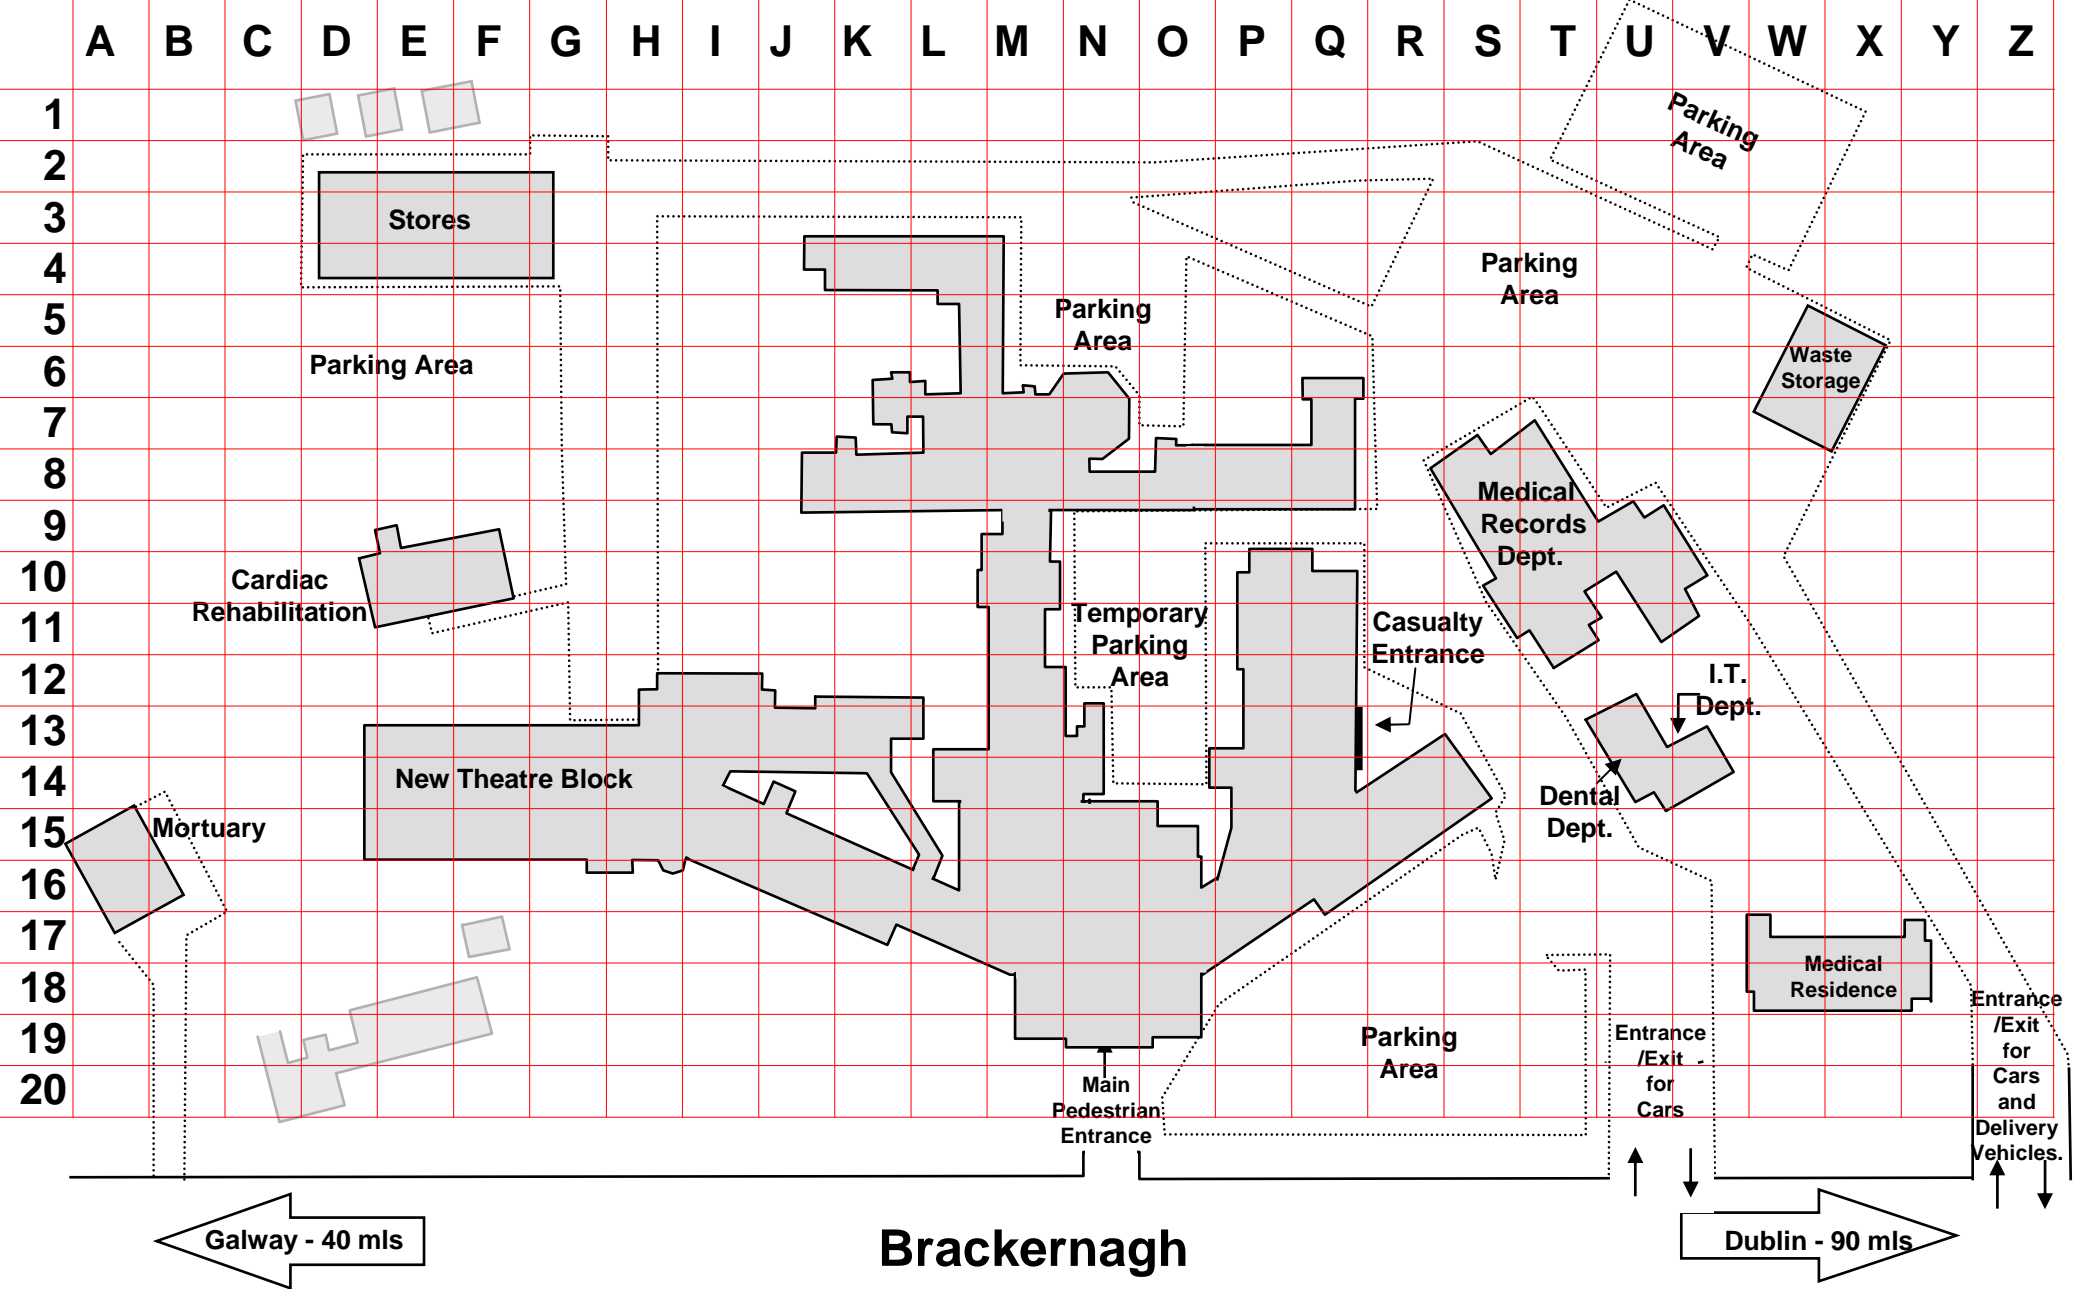 A B C D E F G H I J K L M N O P Q R S T U V W X Y Z
1
2
3
4
5
6
7
8
9
10
11
12
13
14
15
16
17
18
19
20
Parking
Area
Stores
Parking
Area
Parking
Area
Parking Area
Waste
Storage
Medical
Records
Dept.
Cardiac
Rehabilitation
Temporary
Parking
Area
Casualty
Entrance
I.T.
Dept.
New Theatre Block
Dental
Dept.
Mortuary
Medical
Residence
Entrance
/Exit
for
Cars
and
Delivery
Vehicles.
Parking
Area
Entrance
/Exit -
for
Cars
Main
Pedestrian
Entrance
Galway - 40 mls
Brackernagh
Dublin - 90 mls